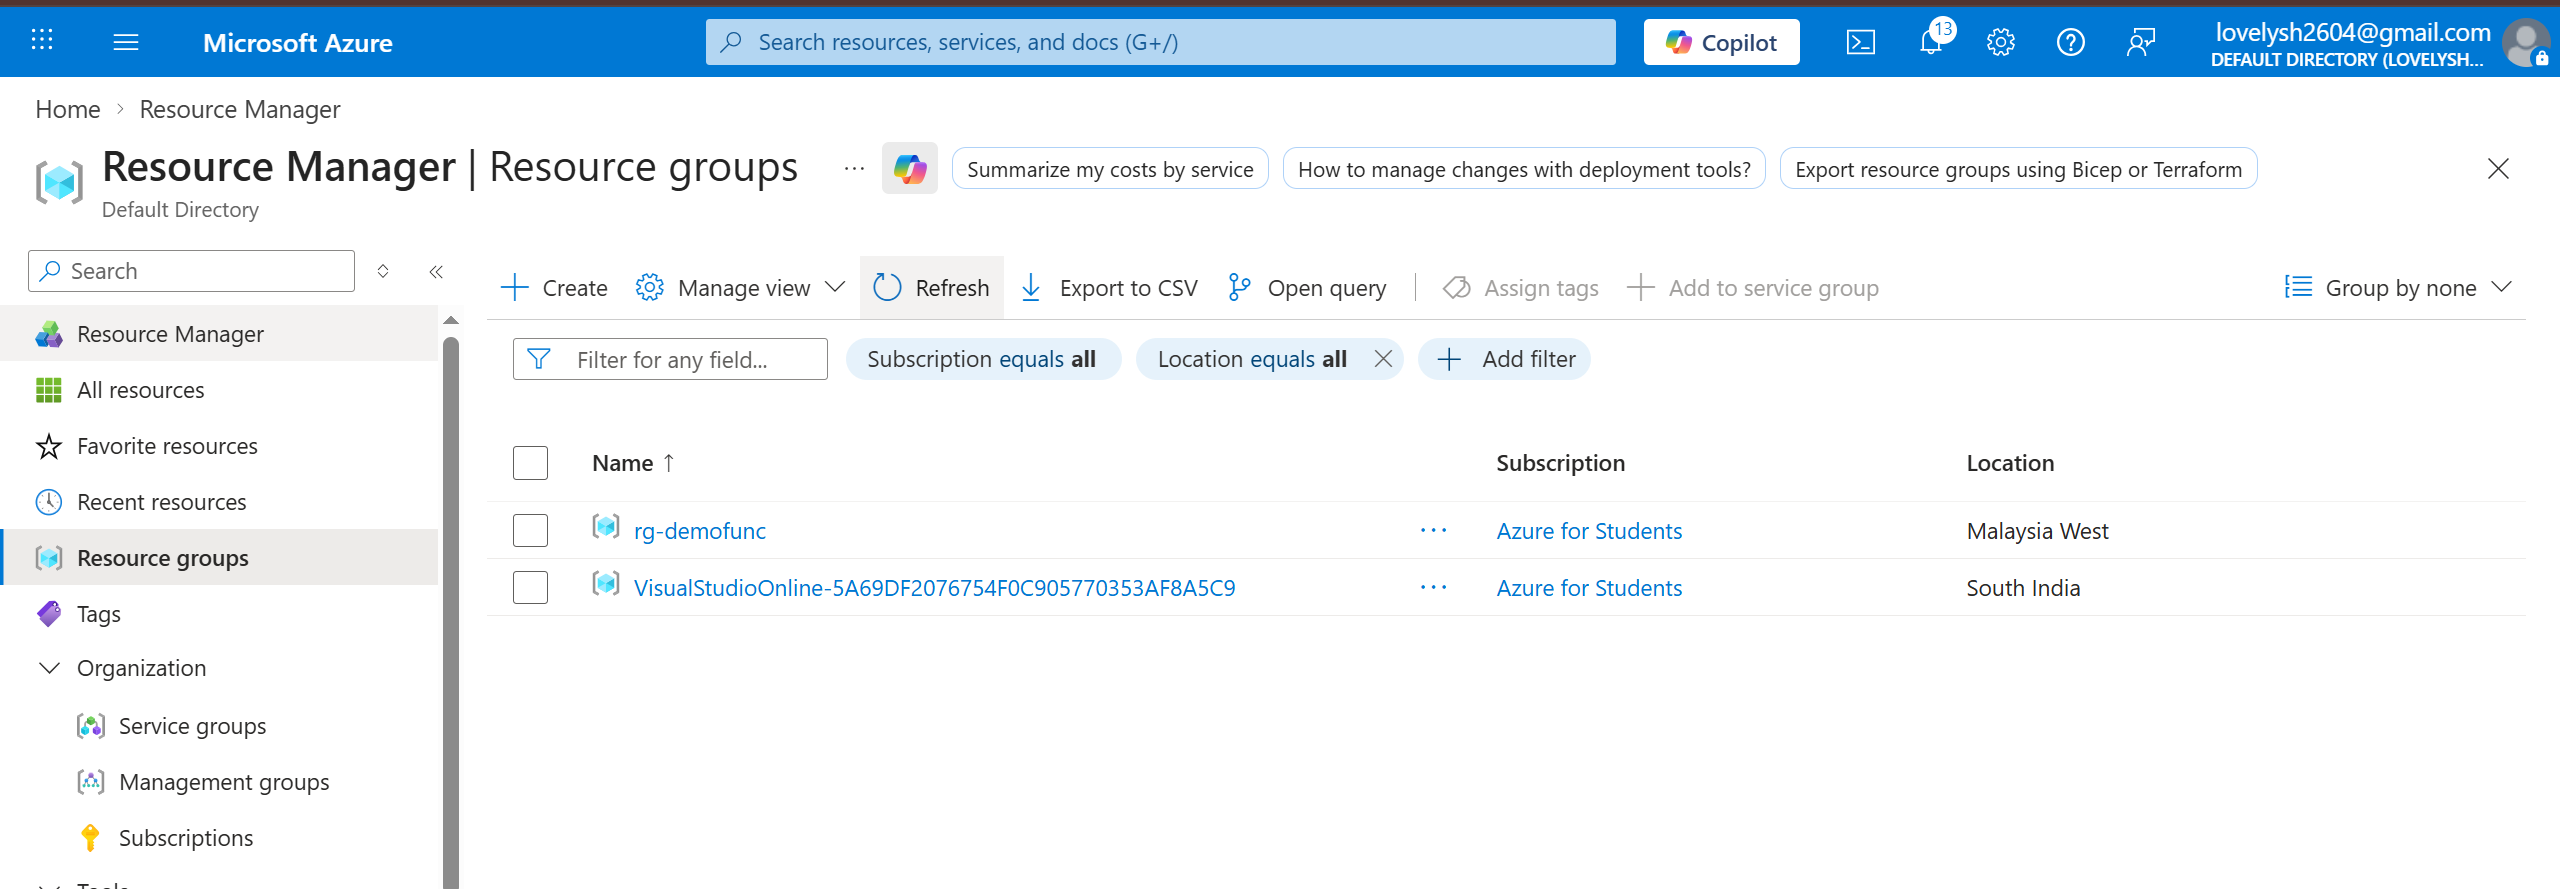 Microsoft Azure
Search resources, services, and docs (G+/)
Copilot
13
lovelysh2604@gmail.com
DEFAULT DIRECTORY (LOVELYSH...
Home > Resource Manager
Resource Manager | Resource groups
...
Summarize my costs by service
How to manage changes with deployment tools?
Export resource groups using Bicep or Terraform
Default Directory
Search
Resource Manager
All resources
Favorite resources
Recent resources
Resource groups
Tags
Organization
Service groups
Management groups
Subscriptions
Create
Manage view
Refresh
Export to CSV
Open query
Assign tags
Add to service group
Group by none
Filter for any field...
Subscription equals all
Location equals all
Add filter
Name ↑ Subscription Location
rg-demofunc ... Azure for Students Malaysia West
VisualStudioOnline-5A69DF2076754F0C905770353AF8A5C9 ... Azure for Students South India